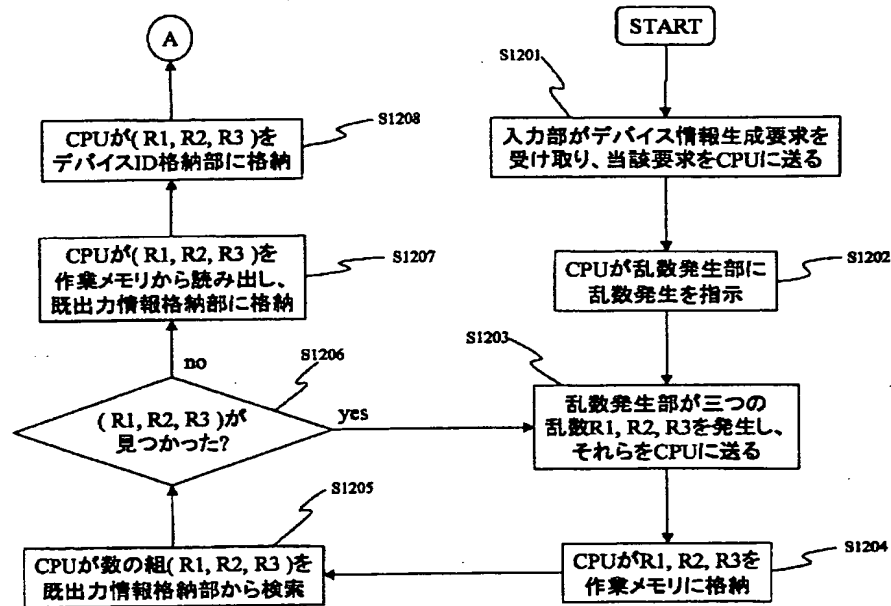 START
S1201
入力部がデバイス情報生成要求を
受け取り、当該要求をCPUに送る
S1202
CPUが乱数発生部に
乱数発生を指示
S1203
乱数発生部が三つの
乱数R1, R2, R3を発生し、
それらをCPUに送る
S1204
CPUがR1, R2, R3を
作業メモリに格納
S1205
CPUが数の組( R1, R2, R3 )を
既出力情報格納部から検索
S1206
( R1, R2, R3 )が
見つかった?
yes
no
S1207
CPUが( R1, R2, R3 )を
作業メモリから読み出し、
既出力情報格納部に格納
S1208
CPUが( R1, R2, R3 )を
デバイスID格納部に格納
A